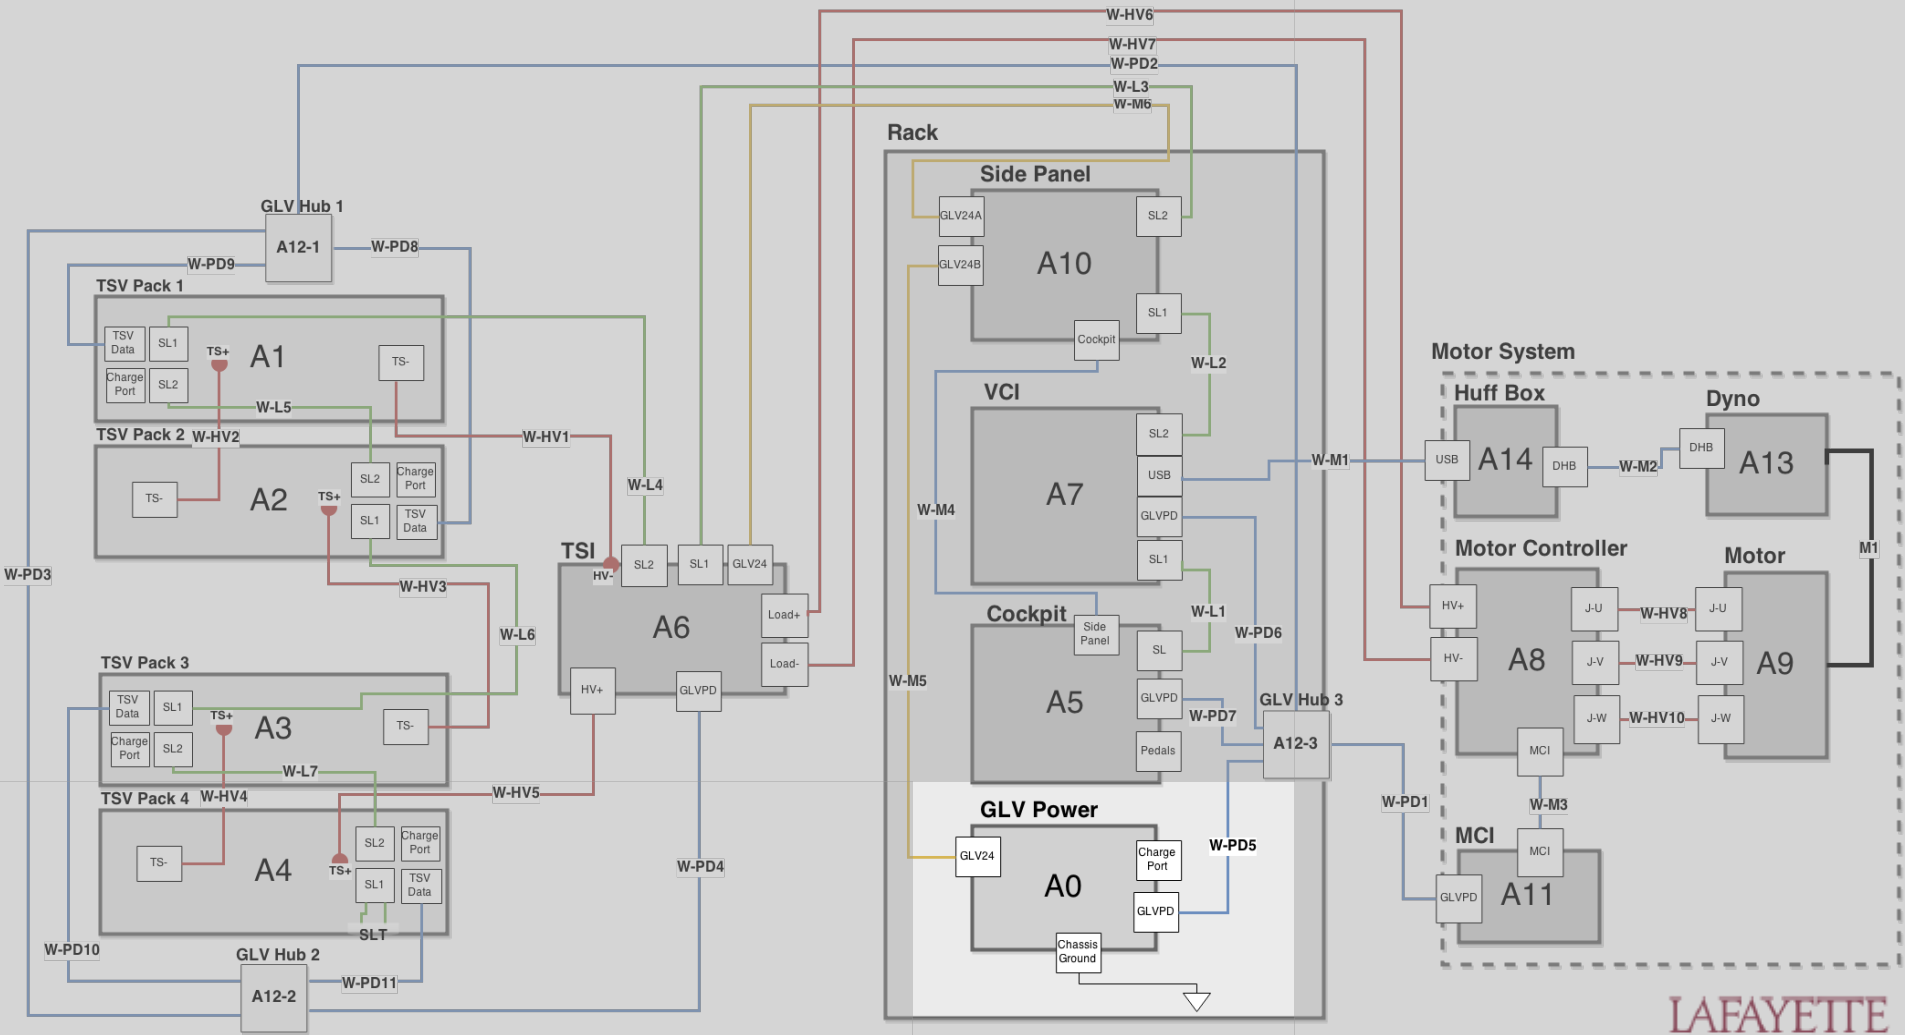 W-HV6
W-HV7
W-PD2
W-L3
W-M6
Rack
Side Panel
GLV24A
SL2
A10
GLV24B
SL1
Cockpit
W-L2
GLV Hub 1
A12-1
W-PD8
W-PD9
TSV Pack 1
TSV
Data
SL1
TS+
A1
TS-
Charge
Port
SL2
W-L5
TSV Pack 2
W-HV2
W-HV1
SL2
Charge
Port
TS-
A2
TS+
SL1
TSV
Data
W-L4
W-PD3
W-HV3
W-L6
TSI
HV-
SL2
SL1
GLV24
Load+
A6
Load-
HV+
GLVPD
TSV Pack 3
TSV
Data
SL1
TS+
A3
TS-
Charge
Port
SL2
W-L7
TSV Pack 4
W-HV4
W-HV5
SL2
Charge
Port
TS-
A4
TS+
SL1
TSV
Data
SLT
W-PD4
W-PD10
GLV Hub 2
A12-2
W-PD11
VCI
SL2
USB
A7
GLVPD
SL1
W-M4
W-M1
W-L1
W-PD6
Cockpit
Side
Panel
SL
A5
GLVPD
W-PD7
Pedals
W-M5
GLV Hub 3
A12-3
GLV Power
GLV24
Charge
Port
A0
GLVPD
Chassis
Ground
W-PD5
W-PD1
Motor System
Huff Box
USB
A14
DHB
W-M2
Dyno
DHB
A13
M1
Motor Controller
HV+
HV-
A8
J-U
J-V
J-W
MCI
W-HV8
W-HV9
W-HV10
Motor
J-U
J-V
J-W
A9
W-M3
MCI
MCI
GLVPD
A11
LAFAYETTE